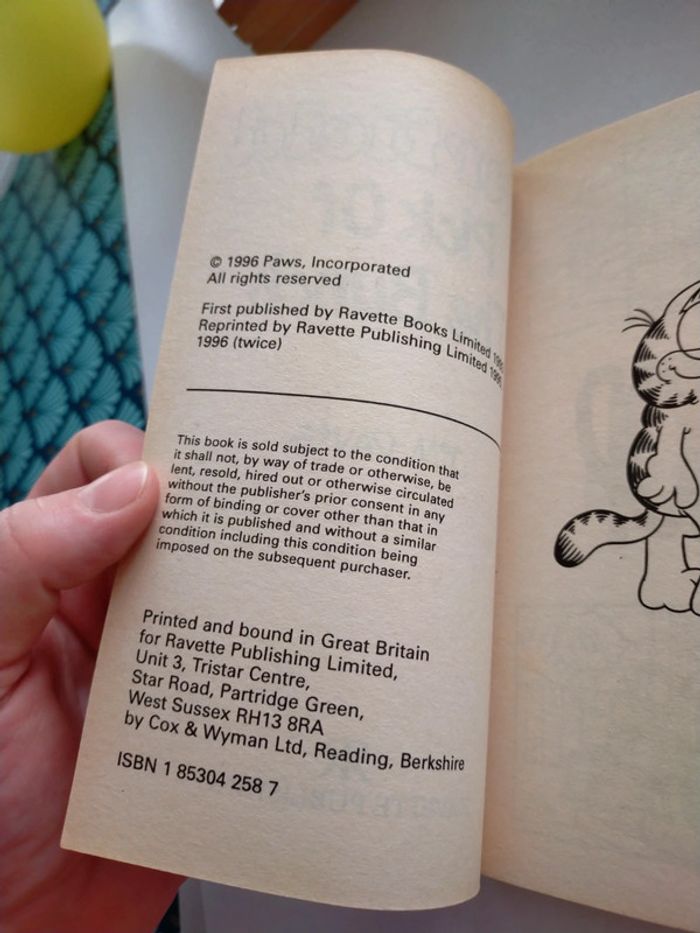 © 1996 Paws, Incorporated
All rights reserved
First published by Ravette Books Limited
Reprinted by Ravette Publishing Limited
1996 (twice)
This book is sold subject to the condition that
it shall not, by way of trade or otherwise, be
lent, resold, hired out or otherwise circulated
without the publisher's prior consent in any
form of binding or cover other than that in
which it is published and without a similar
condition including this condition being
imposed on the subsequent purchaser.
Printed and bound in Great Britain
for Ravette Publishing Limited,
Unit 3, Tristar Centre,
Star Road, Partridge Green,
West Sussex RH13 8RA
by Cox & Wyman Ltd, Reading, Berkshire
ISBN 1 85304 258 7